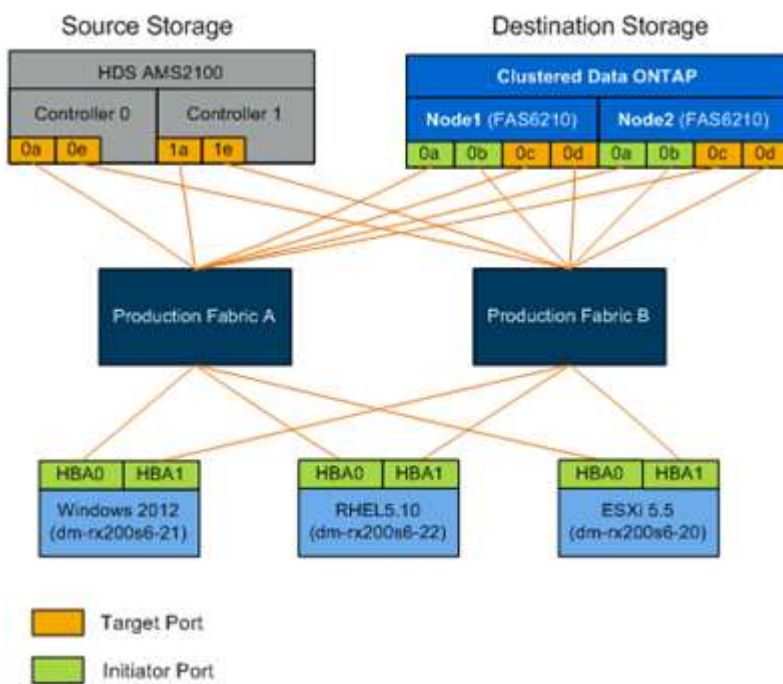 Source Storage
Destination Storage
HDS AMS2100
Controller 0
Controller 1
0a 0e 1a 1e
Clustered Data ONTAP
Node1 (FAS6210)
Node2 (FAS6210)
0a 0b 0c 0d 0a 0b 0c 0d
Production Fabric A
Production Fabric B
HBA0 HBA1
Windows 2012
(dm-rx200s6-21)
HBA0 HBA1
RHEL5.10
(dm-rx200s6-22)
HBA0 HBA1
ESXi 5.5
(dm-rx200s6-20)
Target Port
Initiator Port